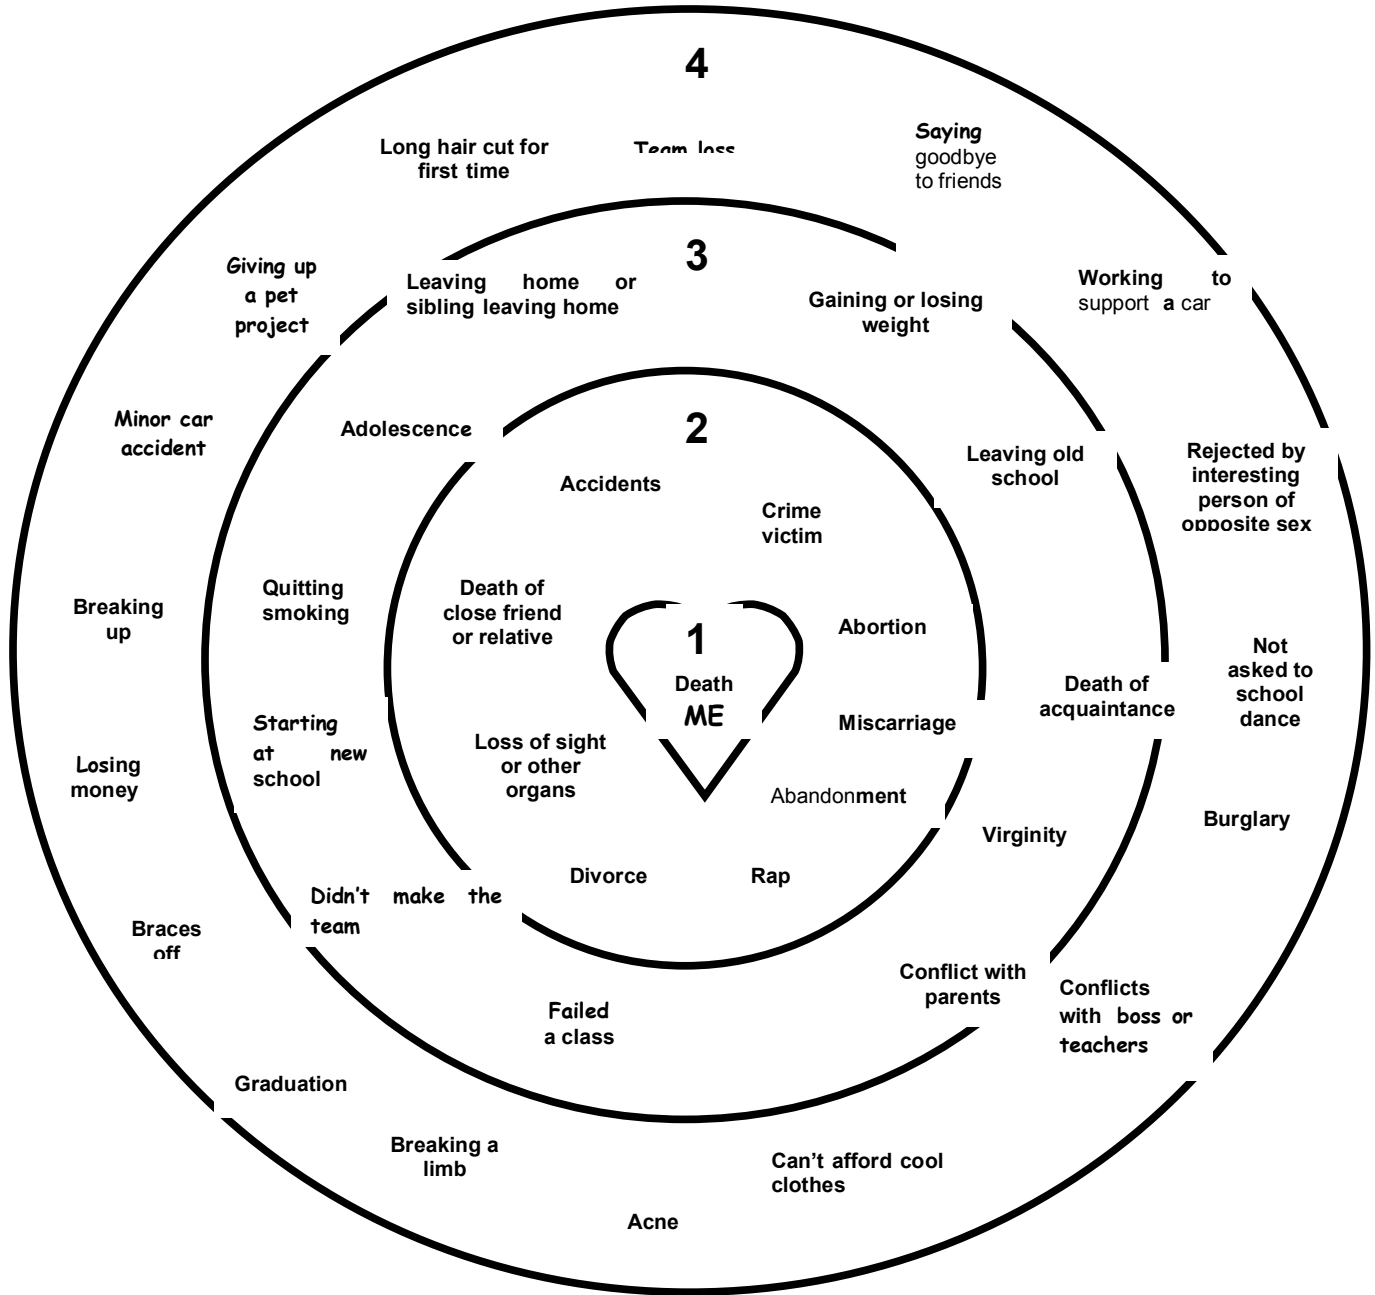 4
Long hair cut for
first time
Team loss
Saying
goodbye
to friends
3
Giving up
a pet
project
Leaving home or
sibling leaving home
Gaining or losing
weight
Working to
support a car
Minor car
accident
Adolescence
2
Leaving old
school
Rejected by
interesting
person of
opposite sex
Accidents
Crime
victim
Breaking
up
Quitting
smoking
Death of
close friend
or relative
1
Death
ME
Abortion
Not
asked to
school
dance
Death of
acquaintance
Miscarriage
Starting
at new
school
Loss of sight
or other
organs
Abandonment
Losing
money
Virginity
Burglary
Divorce
Rap
Didn't make the
team
Braces
off
Conflict with
parents
Conflicts
with boss or
teachers
Failed
a class
Graduation
Breaking a
limb
Can't afford cool
clothes
Acne